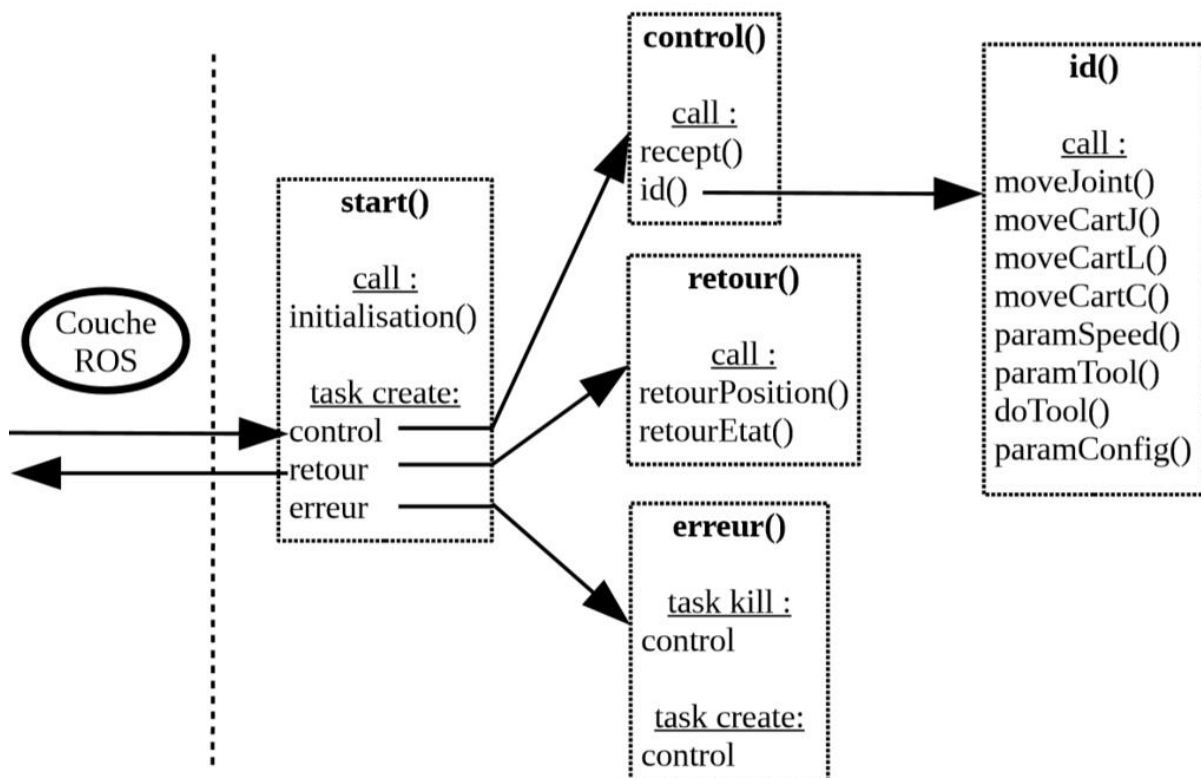 Couche
ROS
start()
call :
initialisation()
task create:
control
retour
erreur
control()
call :
recept()
id()
retour()
call :
retourPosition()
retourEtat()
erreur()
task kill :
control
task create:
control
id()
call :
moveJoint()
moveCartJ()
moveCartL()
moveCartC()
paramSpeed()
paramTool()
doTool()
paramConfig()